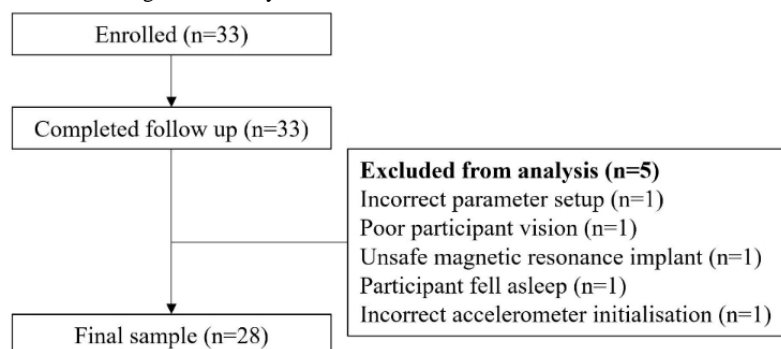 Enrolled (n=33)
Completed follow up (n=33)
Excluded from analysis (n=5)
Incorrect parameter setup (n=1)
Poor participant vision (n=1)
Unsafe magnetic resonance implant (n=1)
Participant fell asleep (n=1)
Incorrect accelerometer initialisation (n=1)
Final sample (n=28)